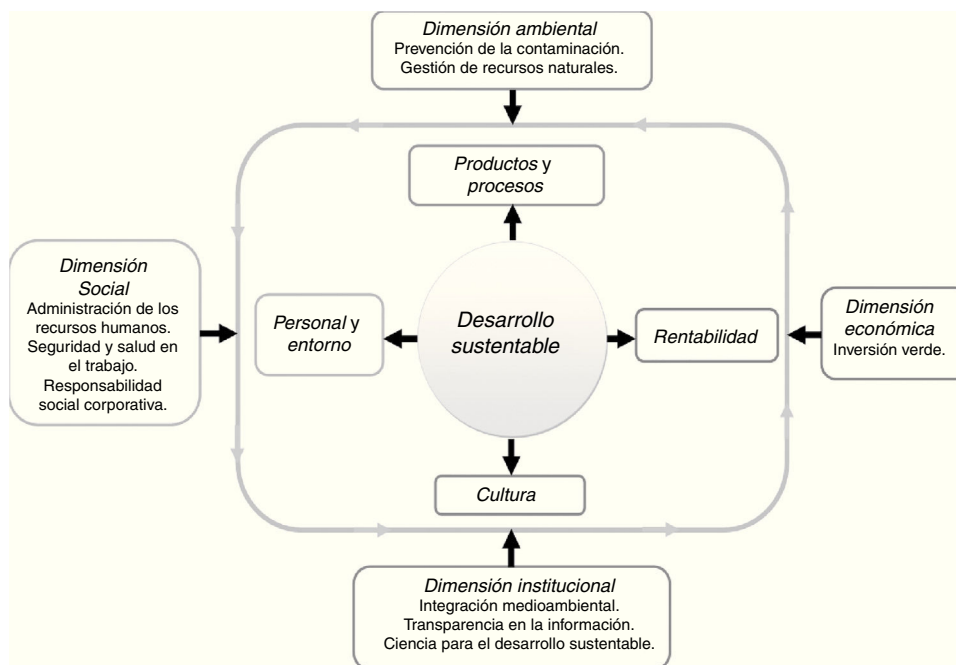 Dimensión ambiental
Prevención de la contaminación.
Gestión de recursos naturales.
Productos y
procesos
Dimensión
Social
Administración de los
recursos humanos.
Seguridad y salud en
el trabajo.
Responsabilidad
social corporativa.
Personal y
entorno
Desarrollo
sustentable
Rentabilidad
Dimensión
económica
Inversión verde.
Cultura
Dimensión institucional
Integración medioambiental.
Transparencia en la información.
Ciencia para el desarrollo sustentable.